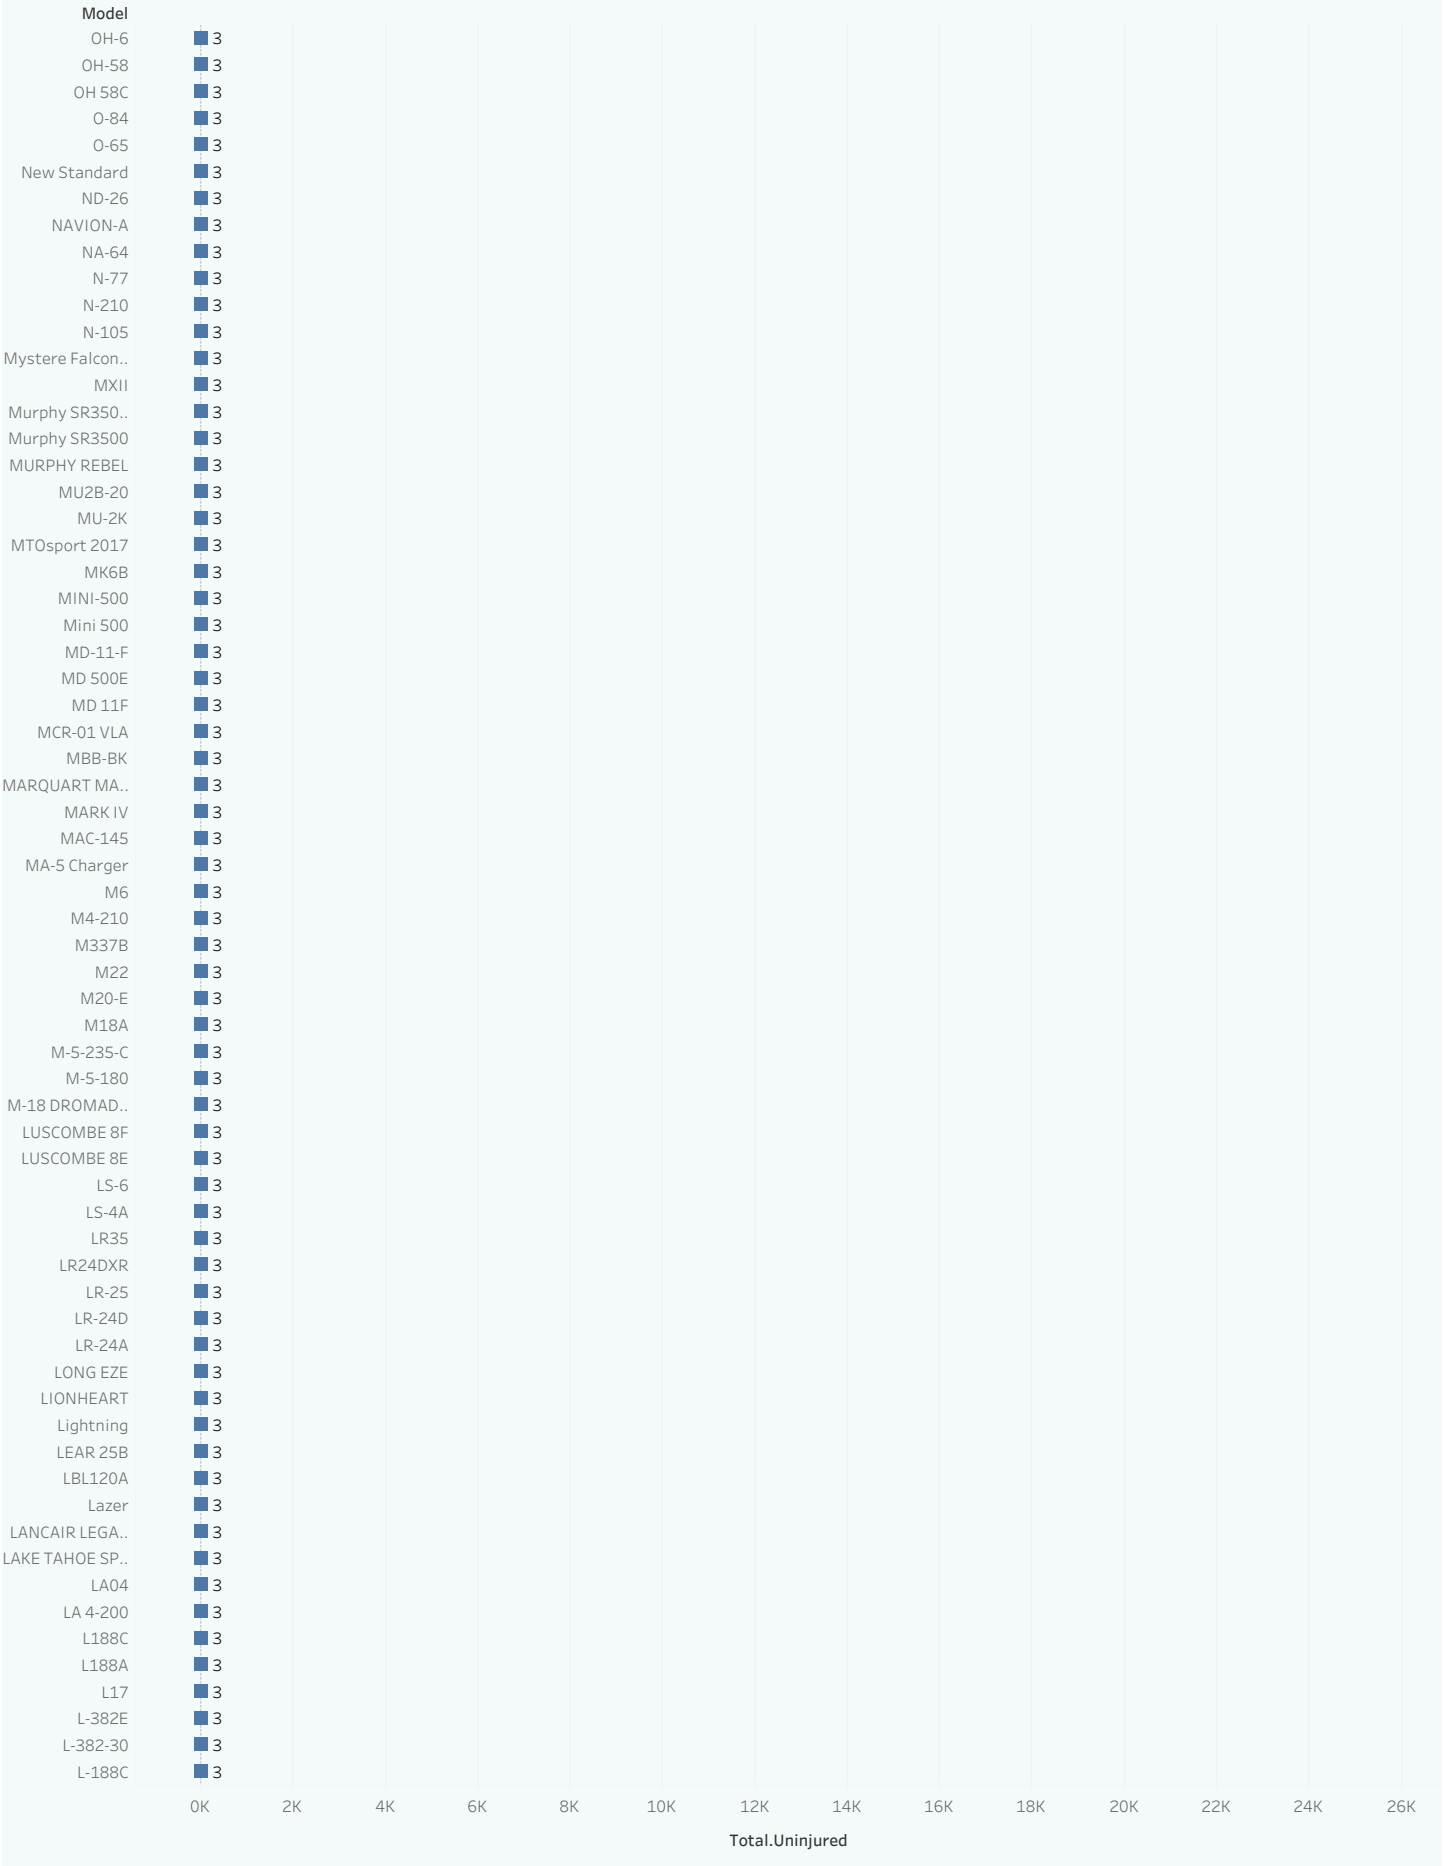 Model
OH-6 3
OH-58 3
OH 58C 3
O-84 3
O-65 3
New Standard 3
ND-26 3
NAVION-A 3
NA-64 3
N-77 3
N-210 3
N-105 3
Mystere Falcon.. 3
MXII 3
Murphy SR350.. 3
Murphy SR3500 3
MURPHY REBEL 3
MU2B-20 3
MU-2K 3
MTOsport 2017 3
MK6B 3
MINI-500 3
Mini 500 3
MD-11-F 3
MD 500E 3
MD 11F 3
MCR-01 VLA 3
MBB-BK 3
MARQUART MA.. 3
MARK IV 3
MAC-145 3
MA-5 Charger 3
M6 3
M4-210 3
M337B 3
M22 3
M20-E 3
M18A 3
M-5-235-C 3
M-5-180 3
M-18 DROMAD.. 3
LUSCOMBE 8F 3
LUSCOMBE 8E 3
LS-6 3
LS-4A 3
LR35 3
LR24DXR 3
LR-25 3
LR-24D 3
LR-24A 3
LONG EZE 3
LIONHEART 3
Lightning 3
LEAR 25B 3
LBL120A 3
Lazer 3
LANCAIR LEGA.. 3
LAKE TAHOE SP.. 3
LA04 3
LA 4-200 3
L188C 3
L188A 3
L17 3
L-382E 3
L-382-30 3
L-188C 3
0K 2K 4K 6K 8K 10K 12K 14K 16K 18K 20K 22K 24K 26K
Total.Uninjured